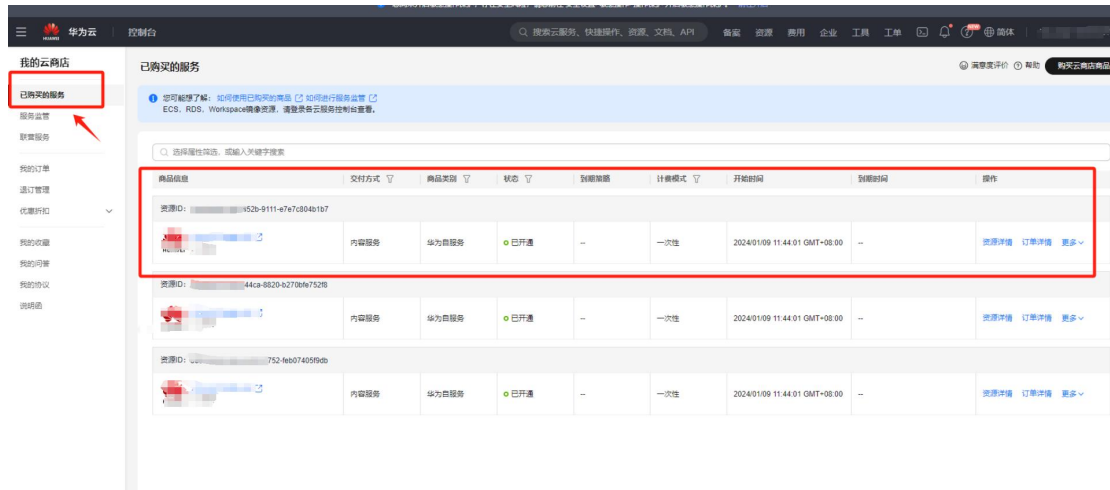 华为云
控制台
搜索云服务、快捷操作、资源、文档、API
备案 资源 费用 企业 工具 工单
NEW
简体
HUAWEI
我的云商店
已购买的服务
服务监管
联营服务
我的订单
退订管理
优惠折扣
我的收藏
我的问答
我的协议
说明函
已购买的服务
满意度评价 帮助 购买云商店商品
您可能想了解: 如何使用已购买的商品 如何进行服务监管
ECS、RDS、Workspace镜像资源,请登录各云服务控制台查看。
选择属性筛选,或输入关键字搜索
商品信息 交付方式 商品类别 状态 到期策略 计费模式 开始时间 到期时间 操作
资源ID: 52b-9111-e7e7c804b1b7
内容服务 华为自服务 已开通 -- 一次性 2024/01/09 11:44:01 GMT+08:00 -- 资源详情 订单详情 更多
资源ID: 44ca-8820-b270bfe752f8
内容服务 华为自服务 已开通 -- 一次性 2024/01/09 11:44:01 GMT+08:00 -- 资源详情 订单详情 更多
资源ID: 752-feb07405f9db
内容服务 华为自服务 已开通 -- 一次性 2024/01/09 11:44:01 GMT+08:00 -- 资源详情 订单详情 更多